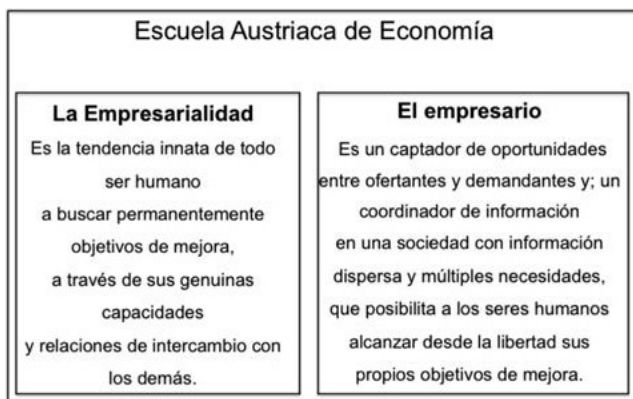 Escuela Austriaca de Economía
La Empresarialidad
Es la tendencia innata de todo
ser humano
a buscar permanentemente
objetivos de mejora,
a través de sus genuinas
capacidades
y relaciones de intercambio con
los demás.
El empresario
Es un captador de oportunidades
entre ofertantes y demandantes y; un
coordinador de información
en una sociedad con información
dispersa y múltiples necesidades,
que posibilita a los seres humanos
alcanzar desde la libertad sus
propios objetivos de mejora.